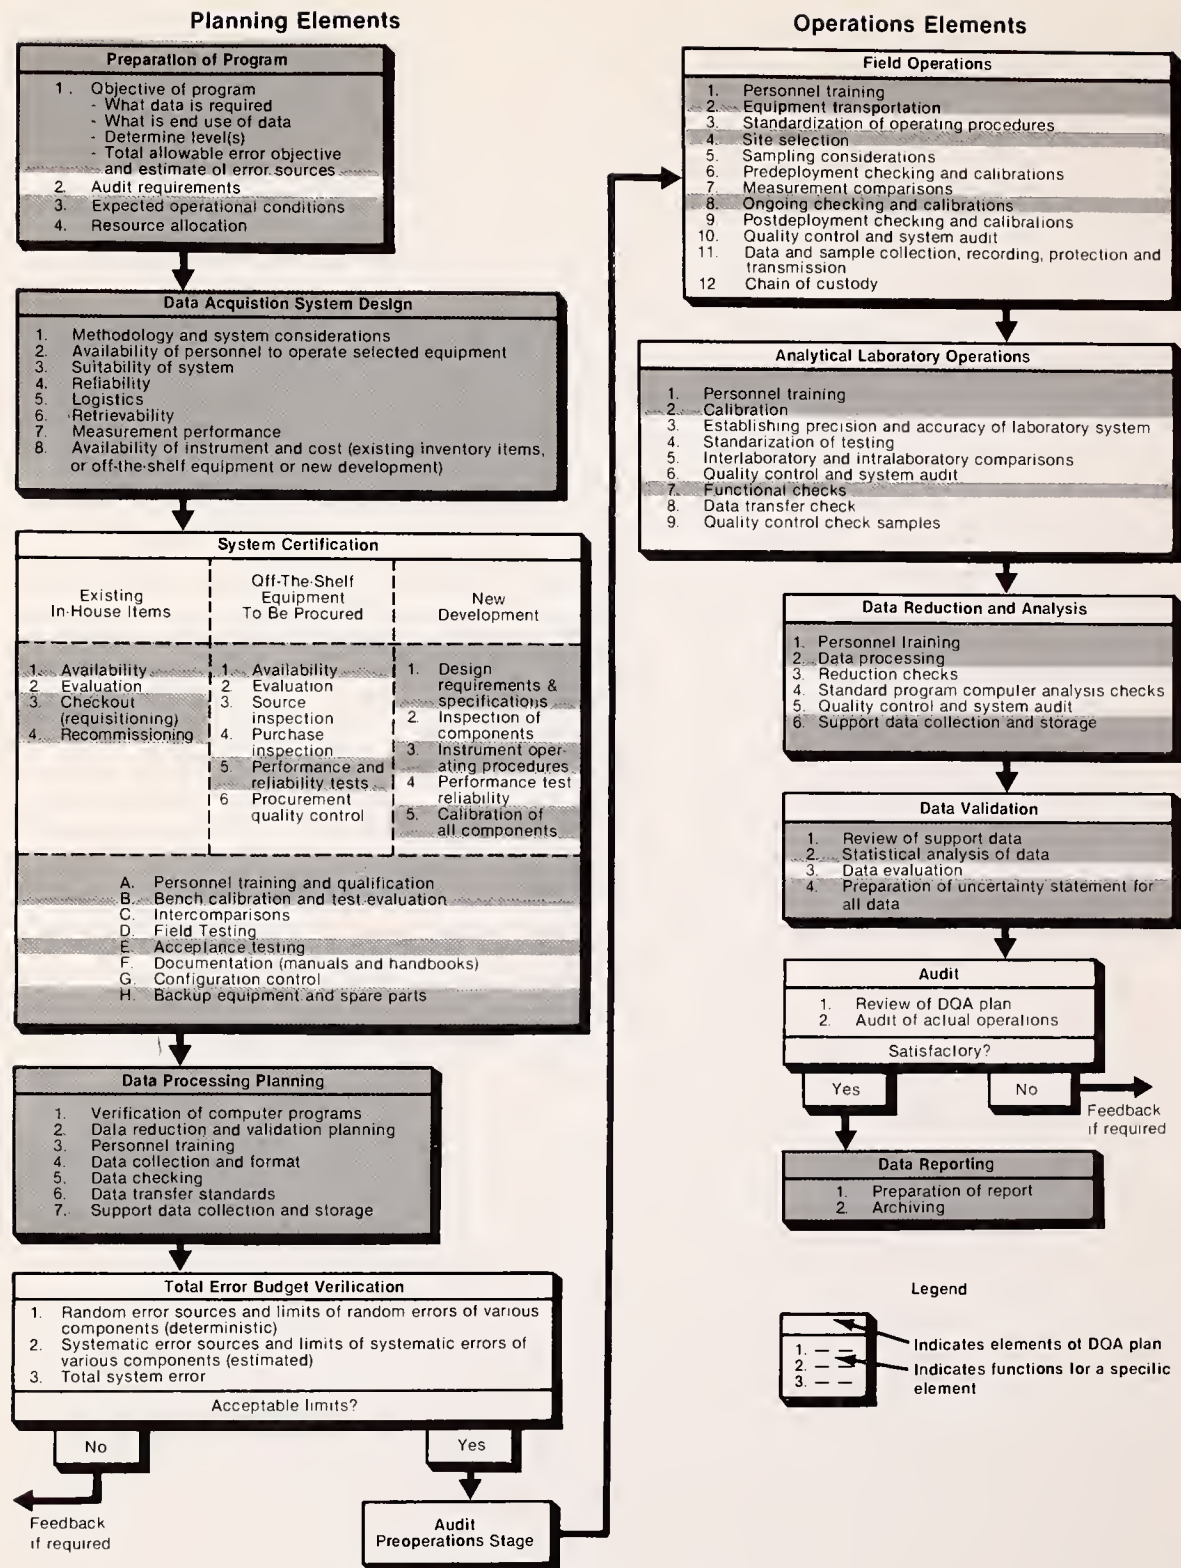 Planning Elements
Preparation of Program
1. Objective of program
- What data is required
- What is end use of data
- Determine level(s)
- Total allowable error objective
and estimate of error sources
2. Audit requirements
3. Expected operational conditions
4. Resource allocation
Data Acquistion System Design
1. Methodology and system considerations
2. Availability of personnel to operate selected equipment
3. Suitability of system
4. Reliability
5. Logistics
6. Retrievability
7. Measurement performance
8. Availability of instrument and cost (existing inventory items,
or off-the-shelf equipment or new development)
System Certification
Existing
In-House Items
1. Availability
2. Evaluation
3. Checkout
(requisitioning)
4. Recommissioning
Off-The-Shelf
Equipment
To Be Procured
1. Availability
2. Evaluation
3. Source
inspection
4. Purchase
inspection
5. Performance and
reliability tests
6 Procurement
quality control
New
Development
1. Design
requirements &
specifications
2. Inspection of
components
3. Instrument oper-
ating procedures
4 Performance test
reliability
5. Calibration of
all components
A. Personnel training and qualification
B. Bench calibration and test evaluation
C. Intercomparisons
D. Field Testing
E. Acceptance testing
F. Documentation (manuals and handbooks)
G. Configuration control
H. Backup equipment and spare parts
Data Processing Planning
1. Verification of computer programs
2. Data reduction and validation planning
3. Personnel training
4. Data collection and format
5. Data checking
6. Data transfer standards
7. Support data collection and storage
Total Error Budget Verification
1. Random error sources and limits of random errors of various
components (deterministic)
2. Systematic error sources and limits of systematic errors of
various components (estimated)
3. Total system error
Acceptable limits?
No
Yes
Feedback
if required
Audit
Preoperations Stage
Operations Elements
Field Operations
1. Personnel training
2. Equipment transportation
3. Standardization of operating procedures
4. Site selection
5. Sampling considerations
6. Predeployment checking and calibrations
7. Measurement comparisons
8. Ongoing checking and calibrations
9. Postdeployment checking and calibrations
10. Quality control and system audit
11. Data and sample collection, recording, protection and
transmission
12 Chain of custody
Analytical Laboratory Operations
1. Personnel training
2. Calibration
3. Establishing precision and accuracy of laboratory system
4. Standarization of testing
5. Interlaboratory and intralaboratory comparisons
6. Quality control and system audit
7. Functional checks
8. Data transfer check
9. Quality control check samples
Data Reduction and Analysis
1. Personnel training
2. Data processing
3. Reduction checks
4. Standard program computer analysis checks
5. Quality control and system audit
6. Support data collection and storage
Data Validation
1. Review of support data
2. Statistical analysis of data
3. Data evaluation
4. Preparation of uncertainty statement for
all data
Audit
1. Review of DQA plan
2. Audit of actual operations
Satisfactory?
Yes
No
Feedback
if required
Data Reporting
1. Preparation of report
2. Archiving
Legend
1. — —
2. — —
3. — —
Indicates elements of DQA plan
Indicates functions for a specific
element